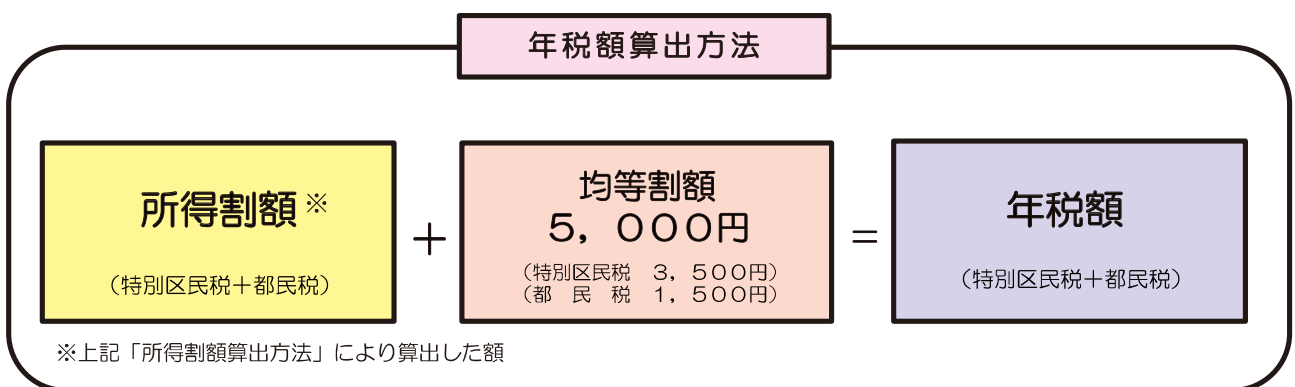 年税額算出方法
所得割額※
（特別区民税＋都民税）
＋
均等割額
５，０００円
（特別区民税　３，５００円）
（都　民　税　１，５００円）
＝
年税額
（特別区民税＋都民税）
※上記「所得割額算出方法」により算出した額